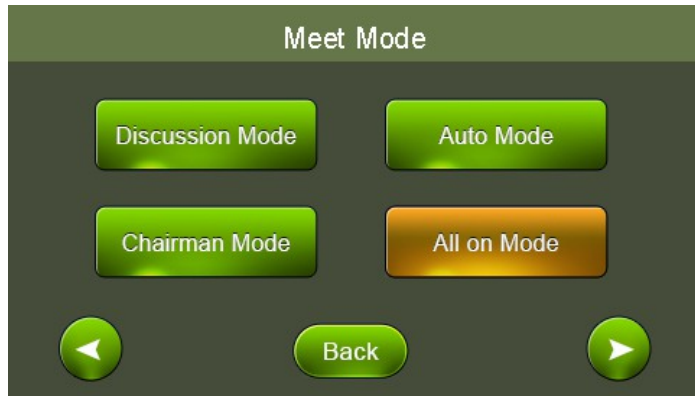 Meet Mode
Discussion Mode
Auto Mode
Chairman Mode
All on Mode
Back